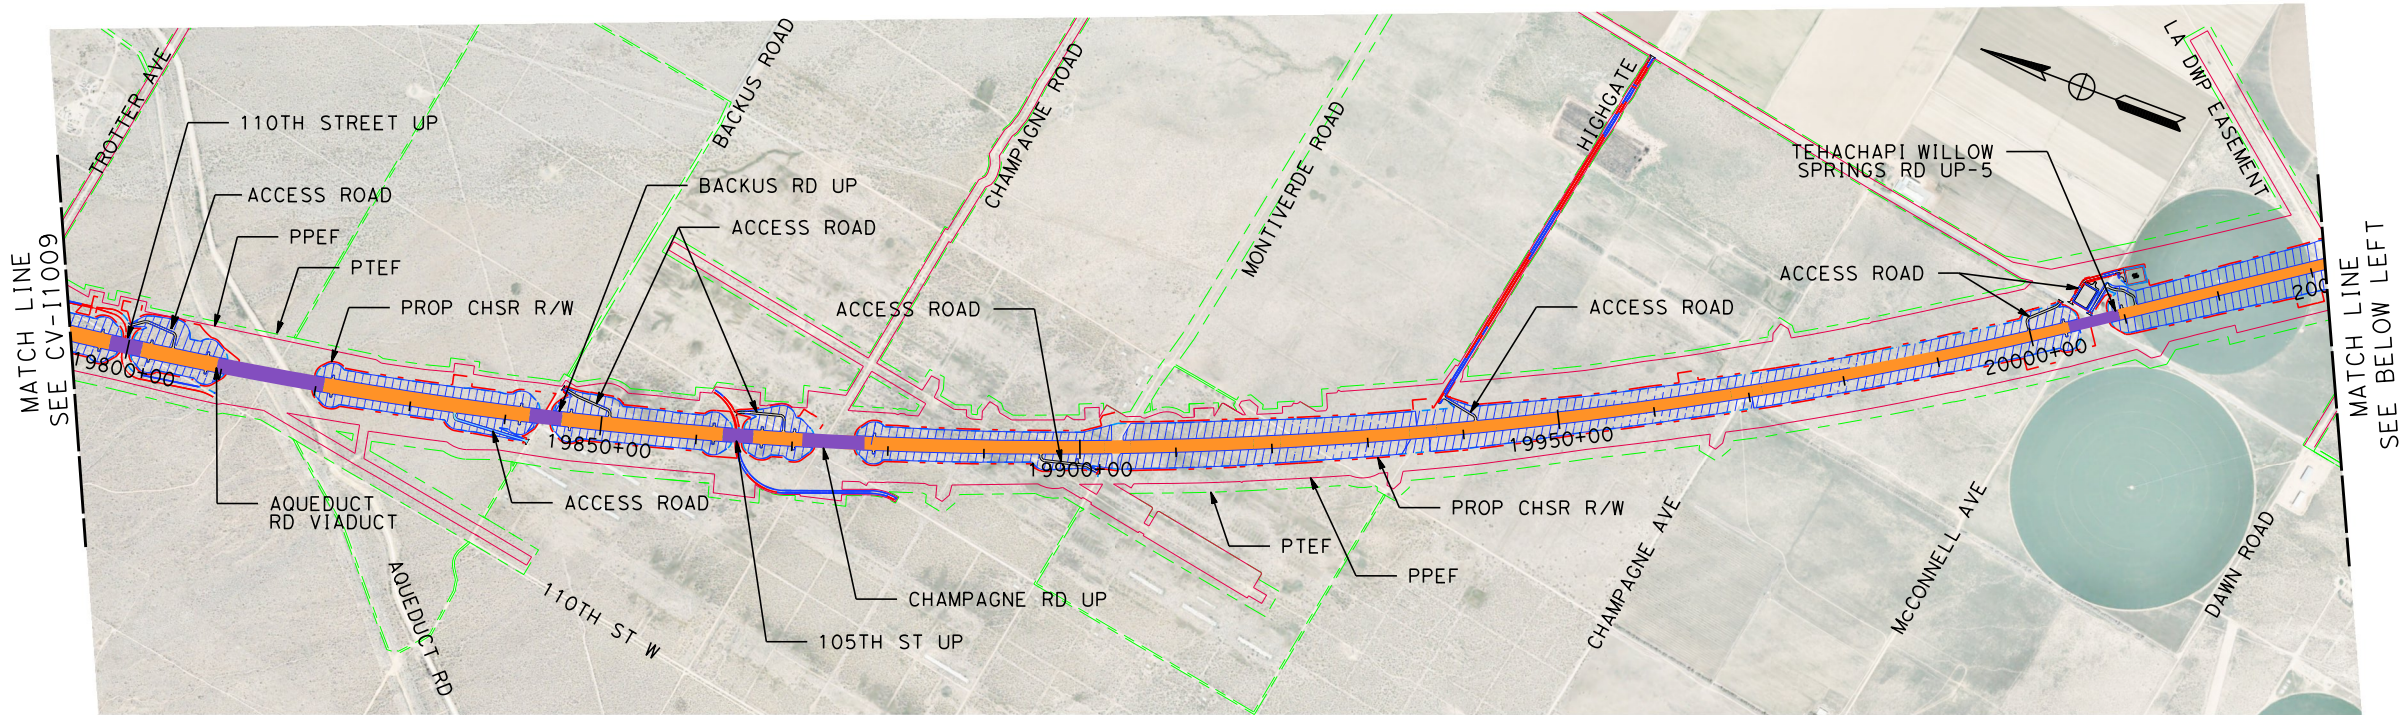 MATCH LINE
SEE CV-I1009
TROTTER AVE
110TH STREET UP
ACCESS ROAD
PPEF
PTEF
PROP CHSR R/W
BACKUS ROAD
BACKUS RD UP
ACCESS ROAD
CHAMPAGNE ROAD
ACCESS ROAD
MONTIVERDE ROAD
HIGHGATE
ACCESS ROAD
TEHACHAPI WILLOW
SPRINGS RD UP-5
ACCESS ROAD
LA DWP EASEMENT
19800+00
19850+00
19900+00
19950+00
20000+00
200
AQUEDUCT
RD VIADUCT
ACCESS ROAD
AQUEDUCT RD
110TH ST W
CHAMPAGNE RD UP
105TH ST UP
PTEF
PPEF
PROP CHSR R/W
CHAMPAGNE AVE
McCONNELL AVE
DAWN ROAD
MATCH LINE
SEE BELOW LEFT